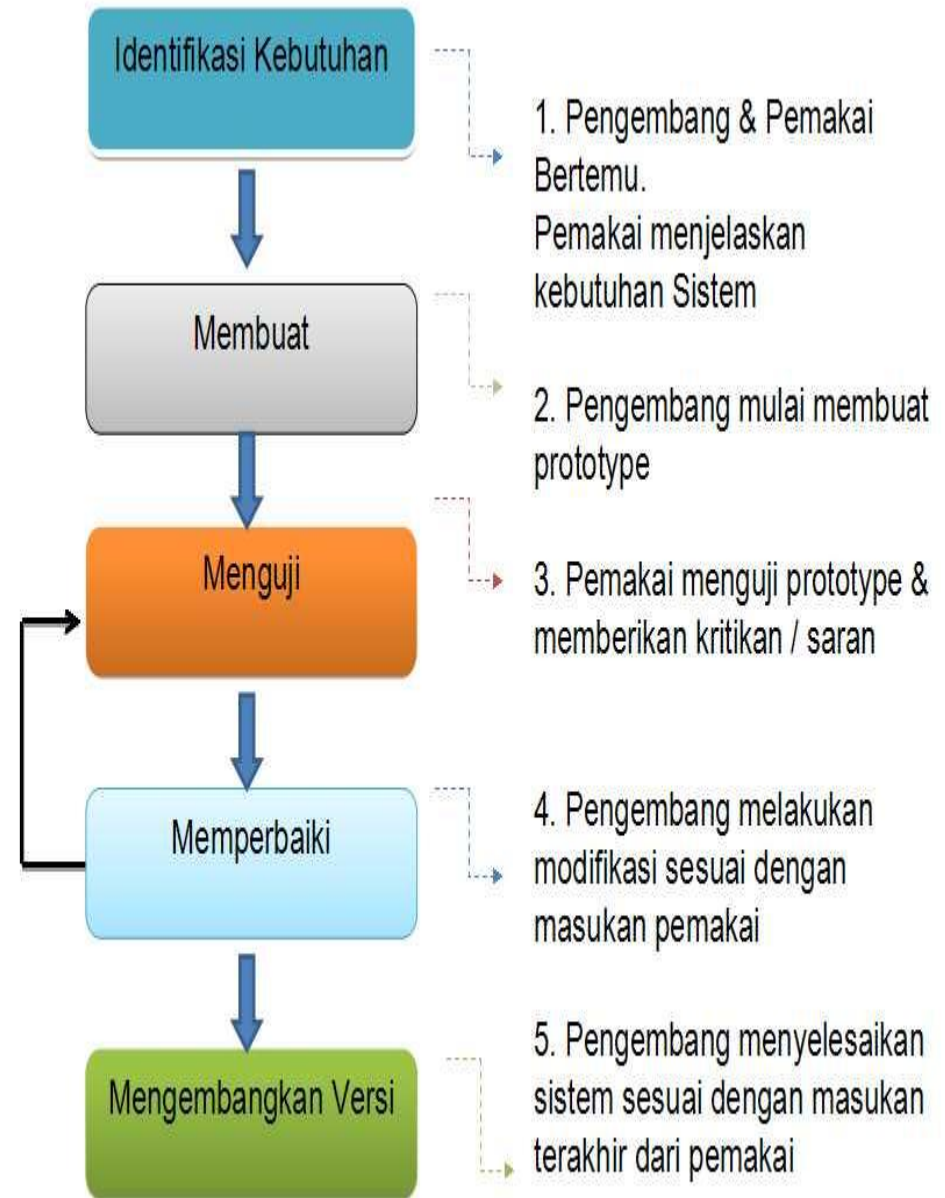 Identifikasi Kebutuhan
1. Pengembang & Pemakai
Bertemu.
Pemakai menjelaskan
kebutuhan Sistem
Membuat
2. Pengembang mulai membuat
prototype
Menguji
3. Pemakai menguji prototype &
memberikan kritikan / saran
Memperbaiki
4. Pengembang melakukan
modifikasi sesuai dengan
masukan pemakai
Mengembangkan Versi
5. Pengembang menyelesaikan
sistem sesuai dengan masukan
terakhir dari pemakai